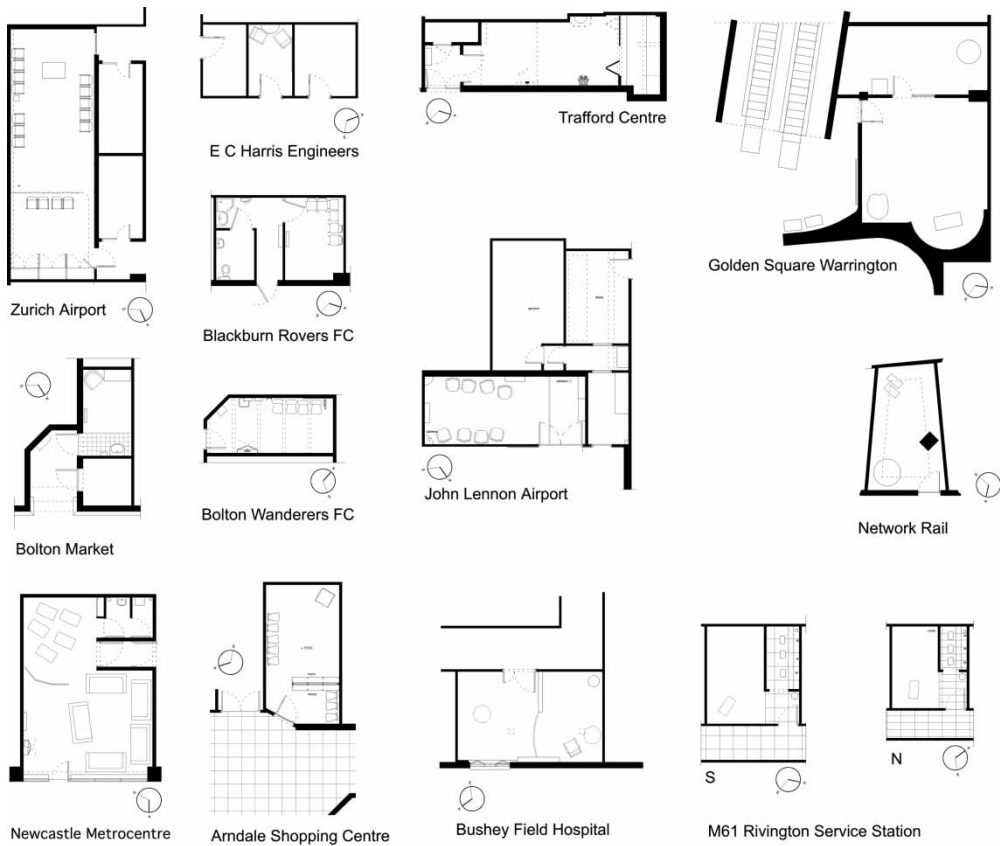 E C Harris Engineers
Trafford Centre
Golden Square Warrington
Zurich Airport
Blackburn Rovers FC
John Lennon Airport
Bolton Market
Bolton Wanderers FC
Network Rail
Newcastle Metrocentre
Arndale Shopping Centre
Bushey Field Hospital
S
N
M61 Rivington Service Station